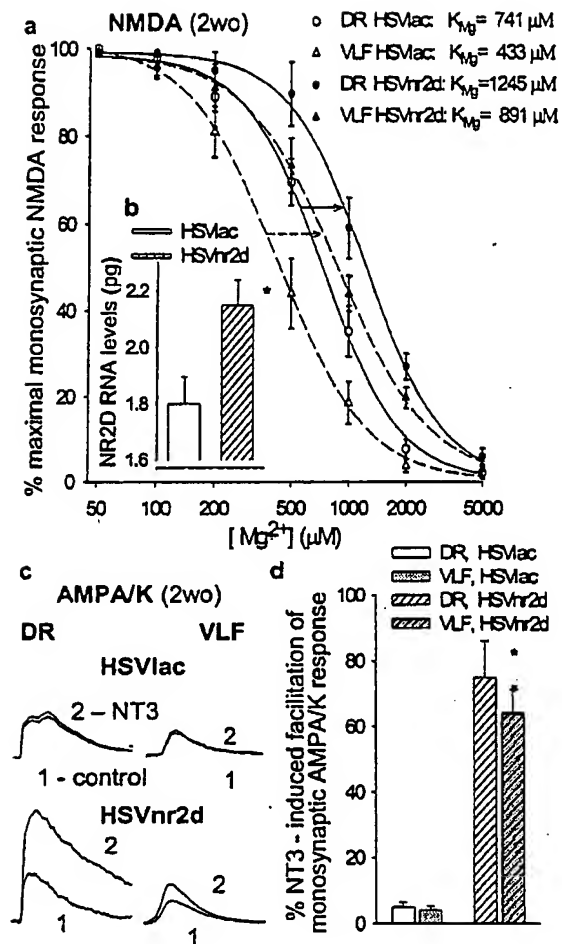 a
NMDA (2wo)
DR HSVlac: K_Mg= 741 µM
VLF HSVlac: K_Mg= 433 µM
DR HSVnr2d: K_Mg=1245 µM
VLF HSVnr2d: K_Mg= 891 µM
% maximal monosynaptic NMDA response
100
80
60
40
20
0
b
HSVlac
HSVnr2d
NR2D RNA levels (pg)
2.2
2.0
1.8
1.6
*
50 100 200 500 1000 2000 5000
[Mg2+] (µM)
c
AMPA/K (2wo)
DR VLF
HSVlac
2 – NT3 2
1 - control 1
HSVnr2d
2 2
1 1
d
DR, HSVlac
VLF, HSVlac
DR, HSVnr2d
VLF, HSVnr2d
% NT3 - induced facilitation of
monosynaptic AMPA/K response
100
80
60
40
20
0
*
*